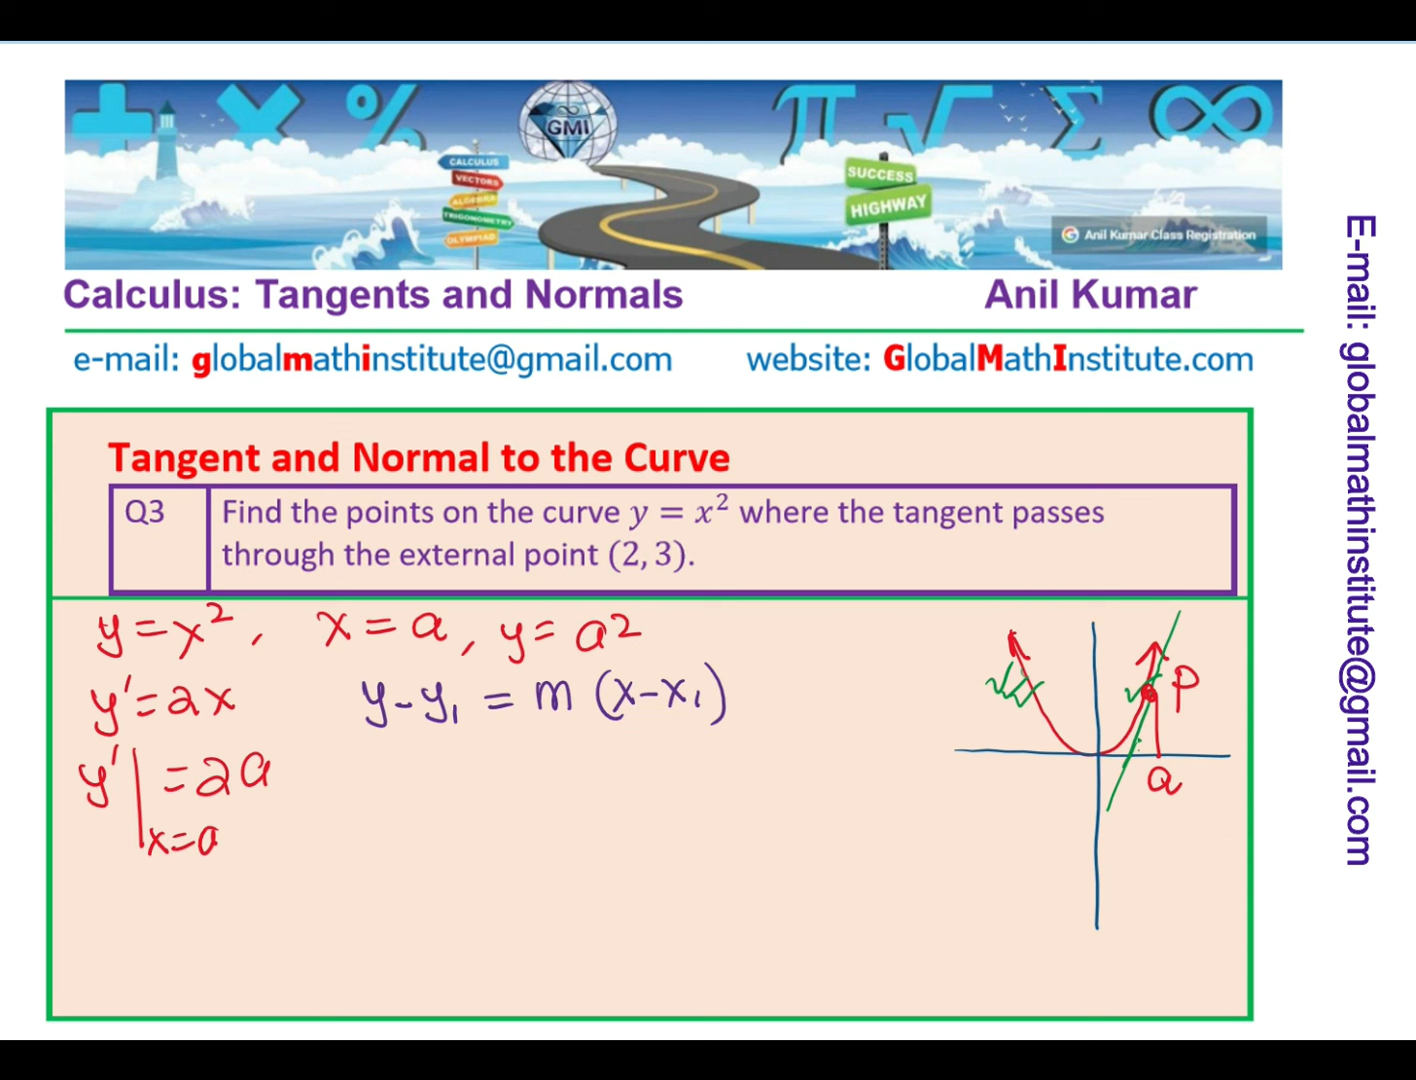 GMI
CALCULUS
VECTORS
ALGEBRA
TRIGONOMETRY
OLYMPIAD
SUCCESS
HIGHWAY
Anil Kumar Class Registration
Calculus: Tangents and Normals Anil Kumar
e-mail: globalmathinstitute@gmail.com website: GlobalMathInstitute.com
E-mail: globalmathinstitute@gmail.com
Tangent and Normal to the Curve
Q3 Find the points on the curve y = x² where the tangent passes
through the external point (2, 3).
y = x², x = a, y = a²
y' = 2x y - y₁ = m (x - x₁)
y'| = 2a
x = a
P
a